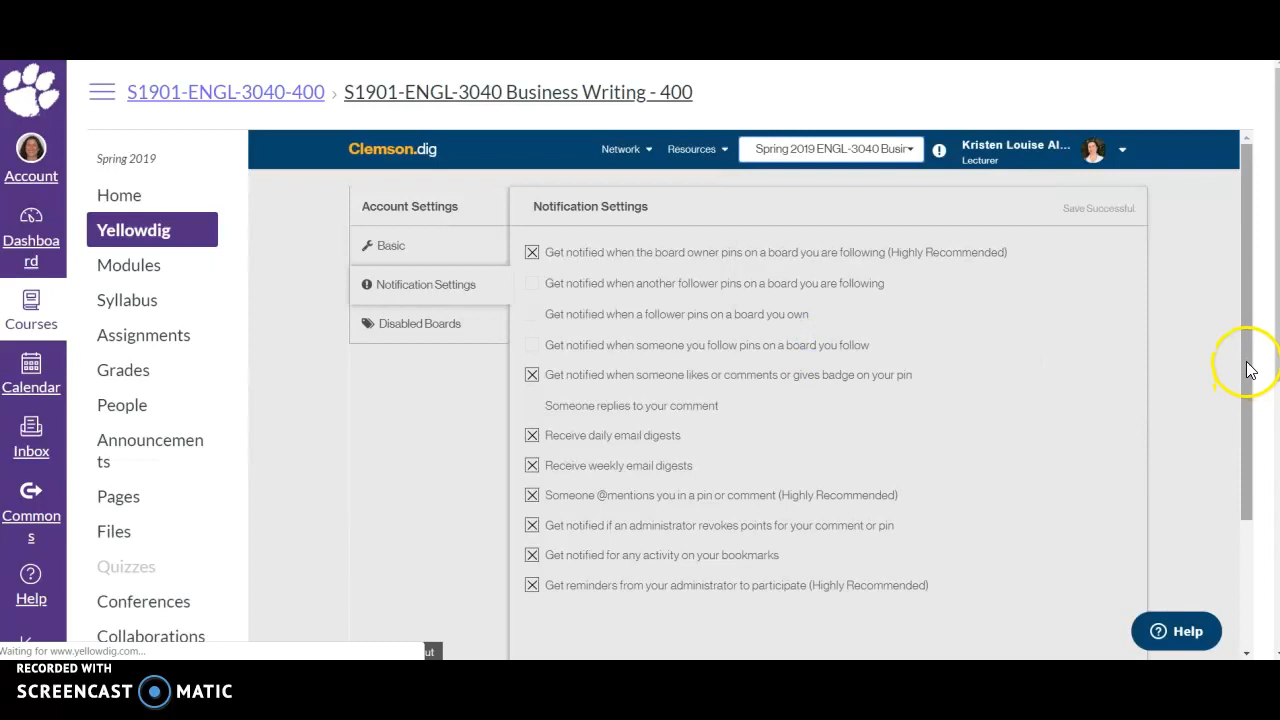 S1901-ENGL-3040-400 › S1901-ENGL-3040 Business Writing - 400
Account
Dashboa
rd
Courses
Calendar
Inbox
Common
s
Help
Spring 2019
Home
Yellowdig
Modules
Syllabus
Assignments
Grades
People
Announcemen
ts
Pages
Files
Quizzes
Conferences
Collaborations
Clemson.dig
Network
Resources
Spring 2019 ENGL-3040 Busir
Kristen Louise Al...
Lecturer
Account Settings
Basic
Notification Settings
Disabled Boards
Notification Settings
Save Successful
Get notified when the board owner pins on a board you are following (Highly Recommended)
Get notified when another follower pins on a board you are following
Get notified when a follower pins on a board you own
Get notified when someone you follow pins on a board you follow
Get notified when someone likes or comments or gives badge on your pin
Someone replies to your comment
Receive daily email digests
Receive weekly email digests
Someone @mentions you in a pin or comment (Highly Recommended)
Get notified if an administrator revokes points for your comment or pin
Get notified for any activity on your bookmarks
Get reminders from your administrator to participate (Highly Recommended)
Help
Waiting for www.yellowdig.com...
ut
RECORDED WITH
SCREENCAST MATIC